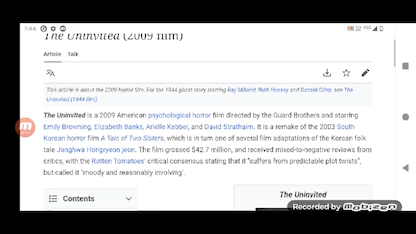 7:44
The Uninvited (2009 film)
Article Talk
This article is about the 2009 horror film. For the 1944 ghost story starring Ray Milland, Ruth Hussey and Donald Crisp, see The
Uninvited (1944 film).
The Uninvited is a 2009 American psychological horror film directed by the Guard Brothers and starring
Emily Browning, Elizabeth Banks, Arielle Kebbel, and David Strathairn. It is a remake of the 2003 South
Korean horror film A Tale of Two Sisters, which is in turn one of several film adaptations of the Korean folk
tale Janghwa Hongryeon jeon. The film grossed $42.7 million, and received mixed-to-negative reviews from
critics, with the Rotten Tomatoes' critical consensus stating that it "suffers from predictable plot twists",
but called it "moody and reasonably involving".
Contents
The Uninvited
Recorded by mobizen